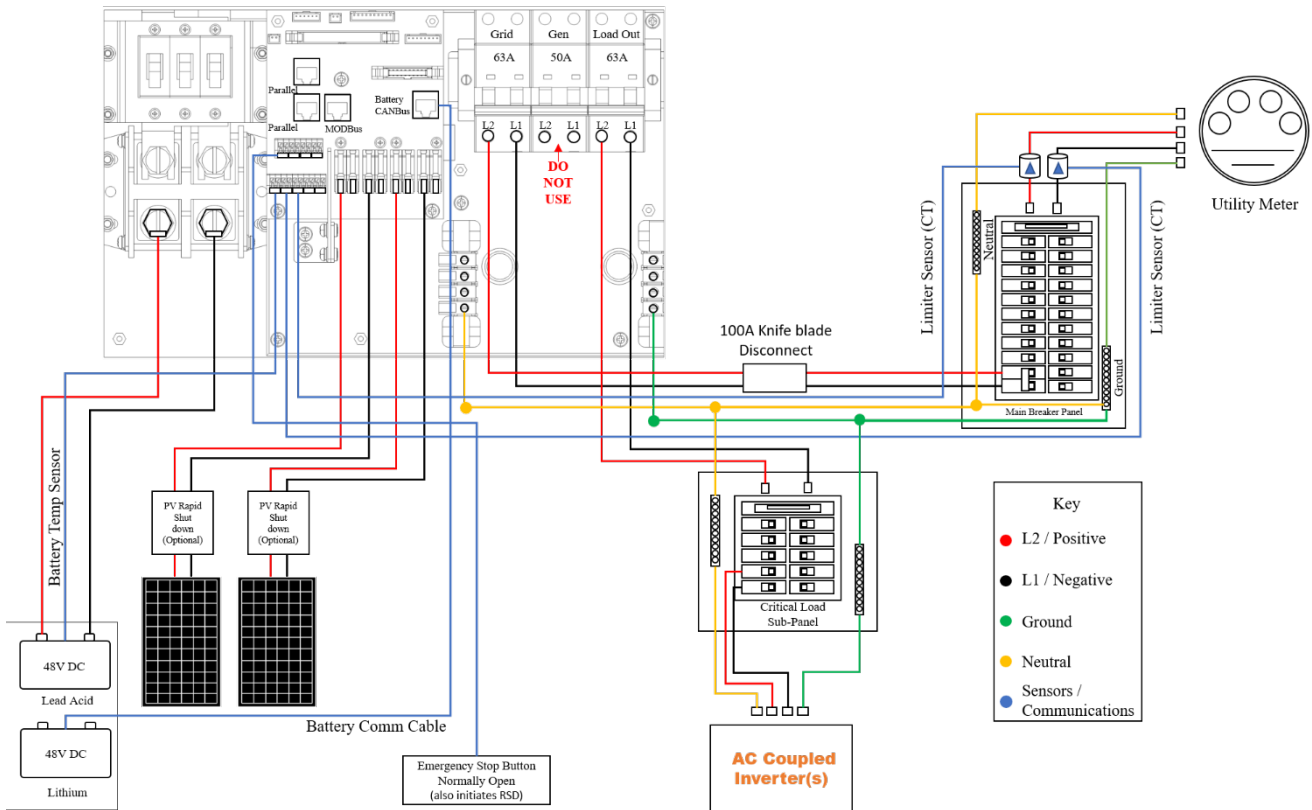 Grid
Gen
Load Out
63A
50A
63A
Parallel
Parallel
MODBus
Battery
CANBus
L2
L1
L2
L1
L2
L1
DO
NOT
USE
Utility Meter
Limiter Sensor (CT)
Neutral
Limiter Sensor (CT)
Ground
Main Breaker Panel
100A Knife blade
Disconnect
Battery Temp Sensor
PV Rapid
Shut
down
(Optional)
PV Rapid
Shut
down
(Optional)
Critical Load
Sub-Panel
Key
L2 / Positive
L1 / Negative
Ground
Neutral
Sensors /
Communications
48V DC
Lead Acid
48V DC
Lithium
Battery Comm Cable
Emergency Stop Button
Normally Open
(also initiates RSD)
AC Coupled
Inverter(s)